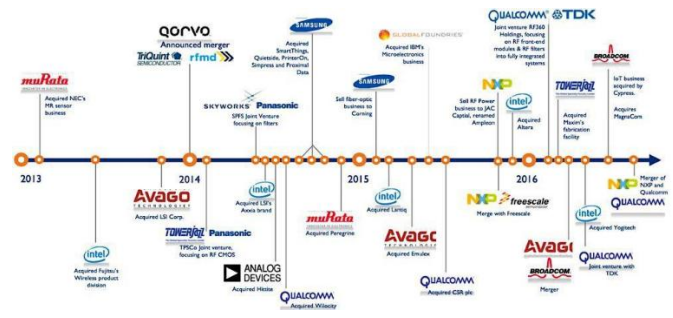 muRata
INNOVATOR IN ELECTRONICS
Acquired NEC's
MR sensor
business
QORVO
Announced merger
TriQuint
SEMICONDUCTOR
rfmd
SKYWORKS
Panasonic
SPFS Joint Venture
focusing on filters
SAMSUNG
Acquired
SmartThings,
Quietside, PrinterOn,
Simpress and Proximal
Data
SAMSUNG
Sell fiber-optic
business to
Corning
GLOBALFOUNDRIES
Acquired IBM's
Microelectronics
business
NXP
Sell RF Power
business to JAC
Capital, renamed
Ampleon
QUALCOMM
TDK
Joint venture RF360
Holdings, focusing
on RF front-end
modules & RF filters
into fully integrated
systems
intel
Acquired
Altera
TOWERJAZZ
Acquired
Maxim's
fabrication
facility
BROADCOM
IoT business
acquired by
Cypress.
Acquires
MagnaCom
2013
2014
2015
2016
intel
Acquired Fujitsu's
Wireless product
division
AVAGO
TECHNOLOGIES
Acquired LSI Corp.
TOWERJAZZ
Panasonic
TPSCo Joint venture,
focusing on RF CMOS
intel
Acquired LSI's
Axxia brand
ANALOG
DEVICES
Acquired Hittite
QUALCOMM
Acquired Wilocity
muRata
INNOVATOR IN ELECTRONICS
Acquired Peregrine
intel
Acquired Lantiq
AVAGO
TECHNOLOGIES
Acquired Emulex
QUALCOMM
Acquired CSR plc
NXP
freescale
Merge with Freescale
AVAGO
BROADCOM
Merger
intel
Acquired Yogitech
QUALCOMM
Joint venture with
TDK
NXP
Merger of
NXP and
Qualcomm
QUALCOMM